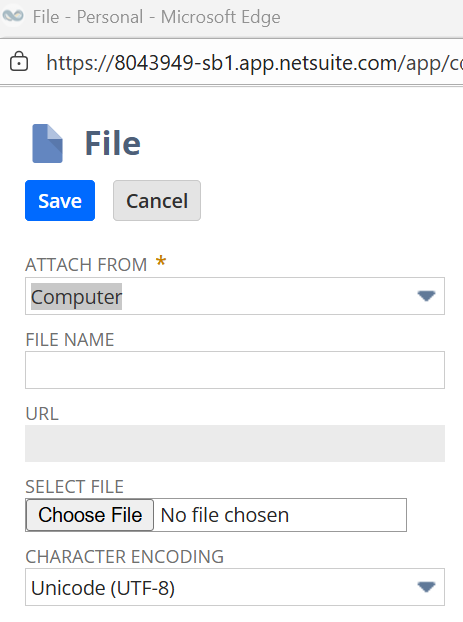 File - Personal - Microsoft Edge
https://8043949-sb1.app.netsuite.com/app/co
File
Save Cancel
ATTACH FROM *
Computer
FILE NAME
URL
SELECT FILE
Choose File No file chosen
CHARACTER ENCODING
Unicode (UTF-8)